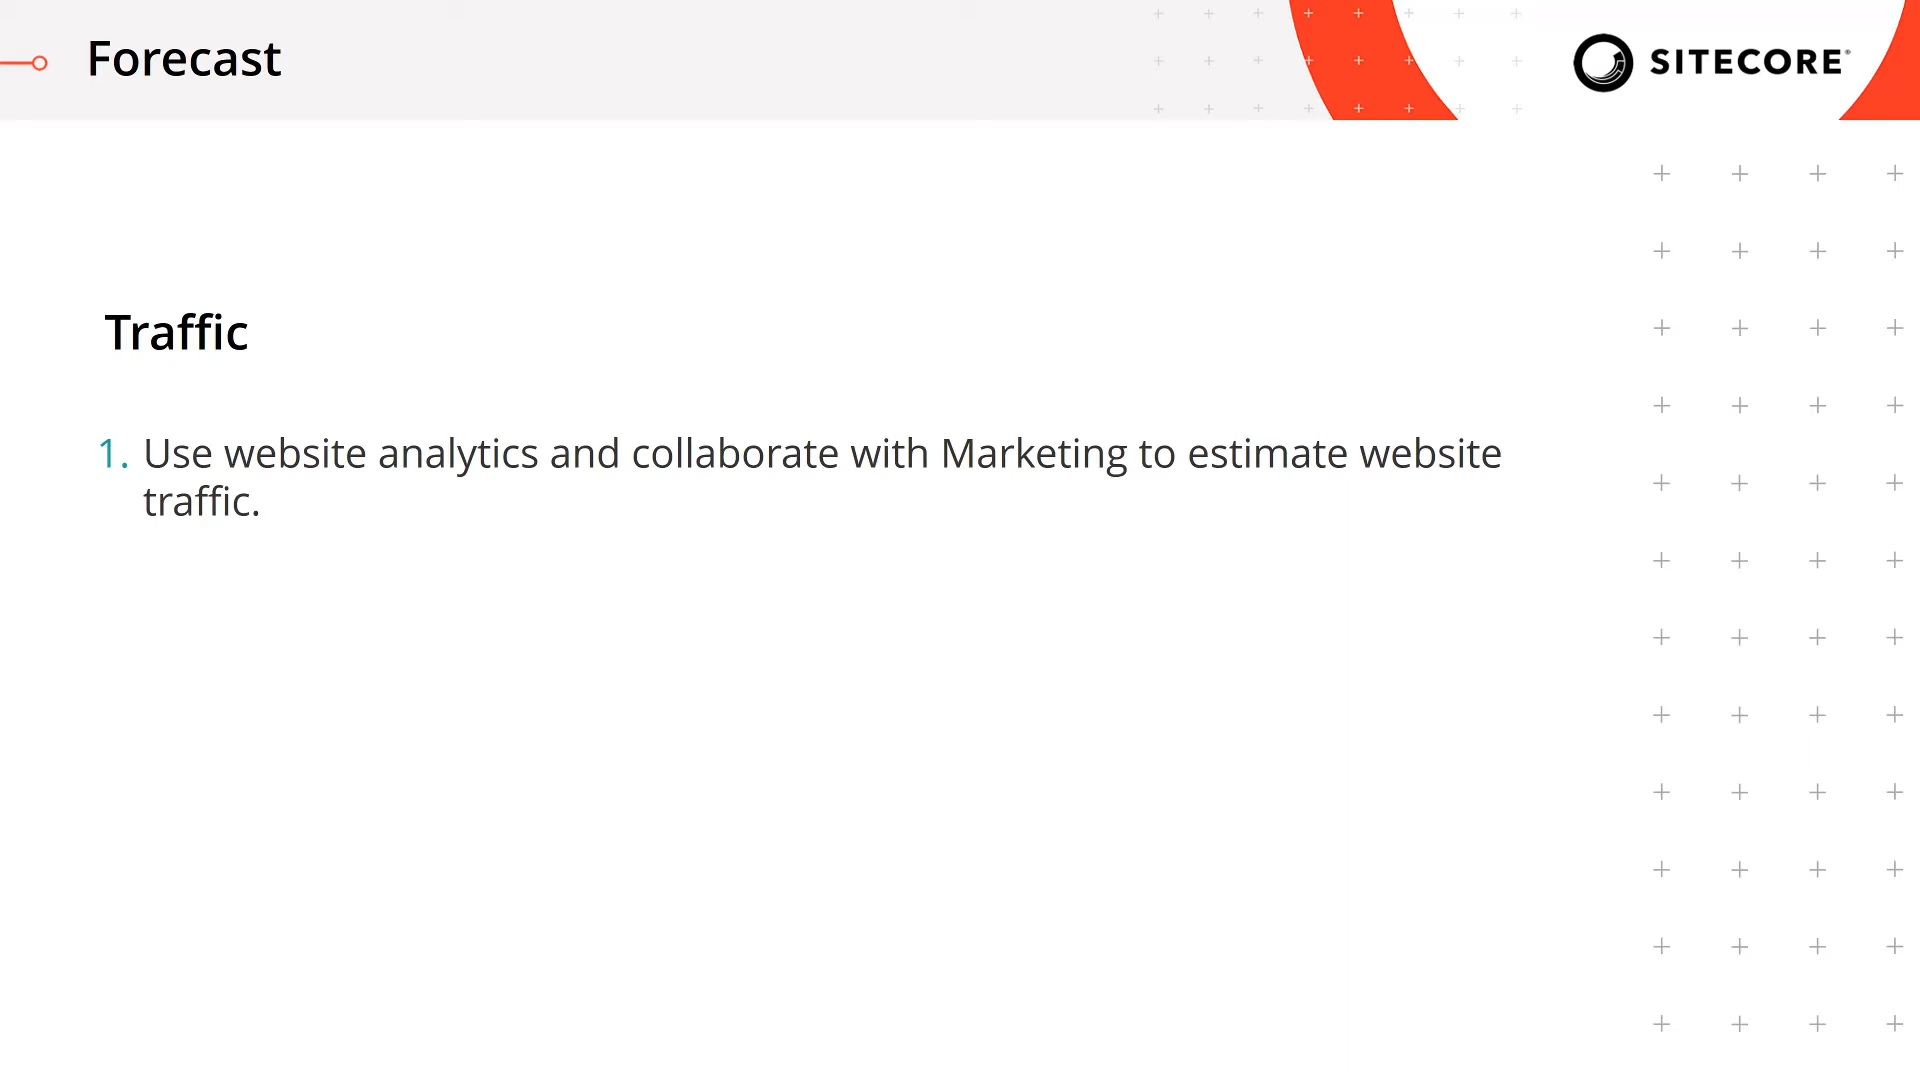 Forecast
SITECORE®
Traffic
1. Use website analytics and collaborate with Marketing to estimate website
traffic.